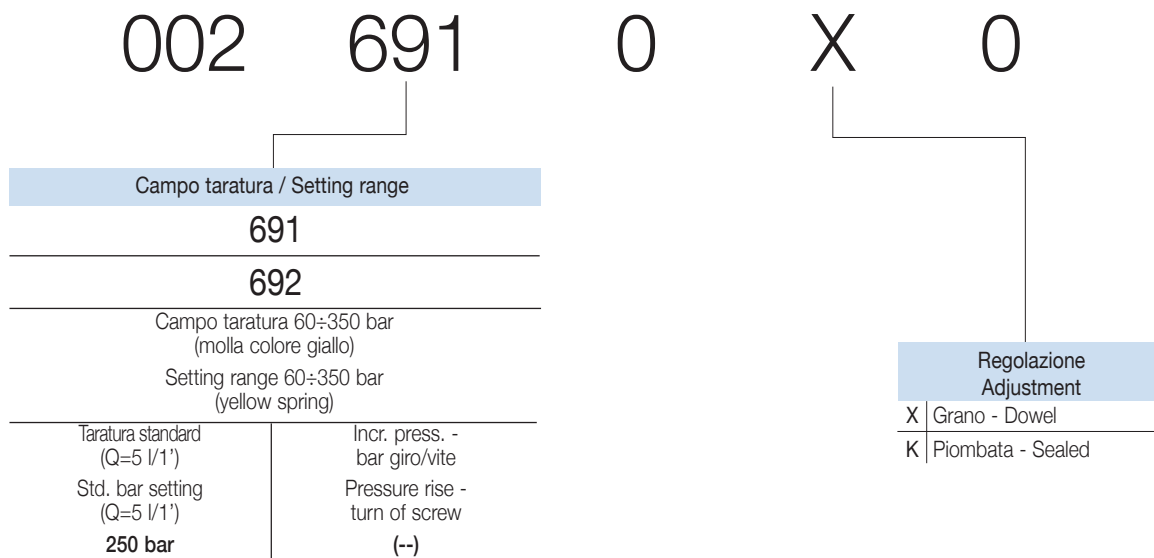 002 691 0 X 0
Campo taratura / Setting range
691
692
Campo taratura 60÷350 bar
(molla colore giallo)
Setting range 60÷350 bar
(yellow spring)
Taratura standard
(Q=5 l/1')
Std. bar setting
(Q=5 l/1')
250 bar
Incr. press. -
bar giro/vite
Pressure rise -
turn of screw
(--)
Regolazione
Adjustment
X Grano - Dowel
K Piombata - Sealed